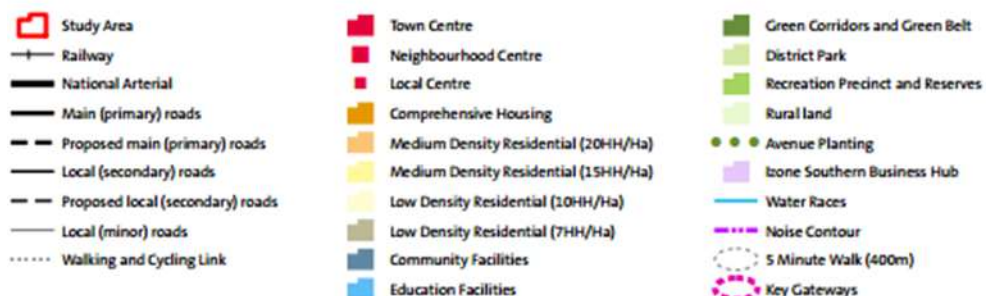 Study Area
Railway
National Arterial
Main (primary) roads
Proposed main (primary) roads
Local (secondary) roads
Proposed local (secondary) roads
Local (minor) roads
Walking and Cycling Link
Town Centre
Neighbourhood Centre
Local Centre
Comprehensive Housing
Medium Density Residential (20HH/Ha)
Medium Density Residential (15HH/Ha)
Low Density Residential (10HH/Ha)
Low Density Residential (7HH/Ha)
Community Facilities
Education Facilities
Green Corridors and Green Belt
District Park
Recreation Precinct and Reserves
Rural land
Avenue Planting
Izone Southern Business Hub
Water Races
Noise Contour
5 Minute Walk (400m)
Key Gateways